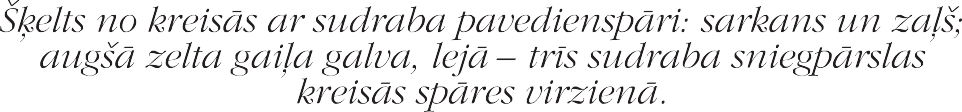 Šķelts no kreisās ar sudraba pavedienspāri: sarkans un zaļš;
augšā zelta gaiļa galva, lejā – trīs sudraba sniegpārslas
kreisās spāres virzienā.